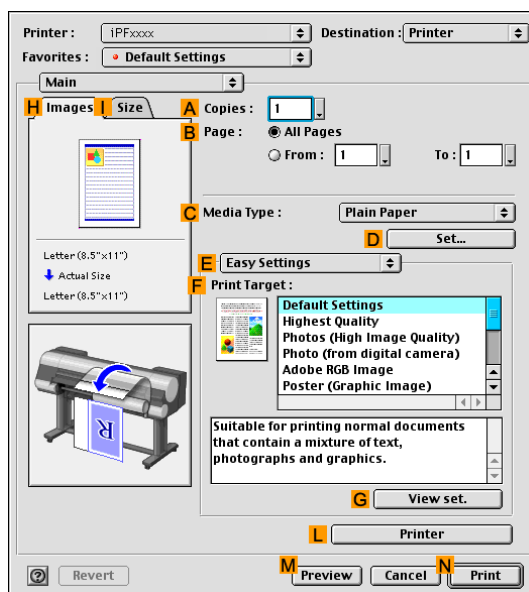 Printer : iPFxxxx Destination : Printer
Favorites : Default Settings
Main
H Images I Size
A Copies : 1
B Page : All Pages
From : 1 To : 1
C Media Type : Plain Paper
D Set...
Letter (8.5"x11")
Actual Size
Letter (8.5"x11")
E Easy Settings
F Print Target :
Default Settings
Highest Quality
Photos (High Image Quality)
Photo (from digital camera)
Adobe RGB Image
Poster (Graphic Image)
R
Suitable for printing normal documents
that contain a mixture of text,
photographs and graphics.
G View set.
L Printer
? Revert M Preview Cancel N Print